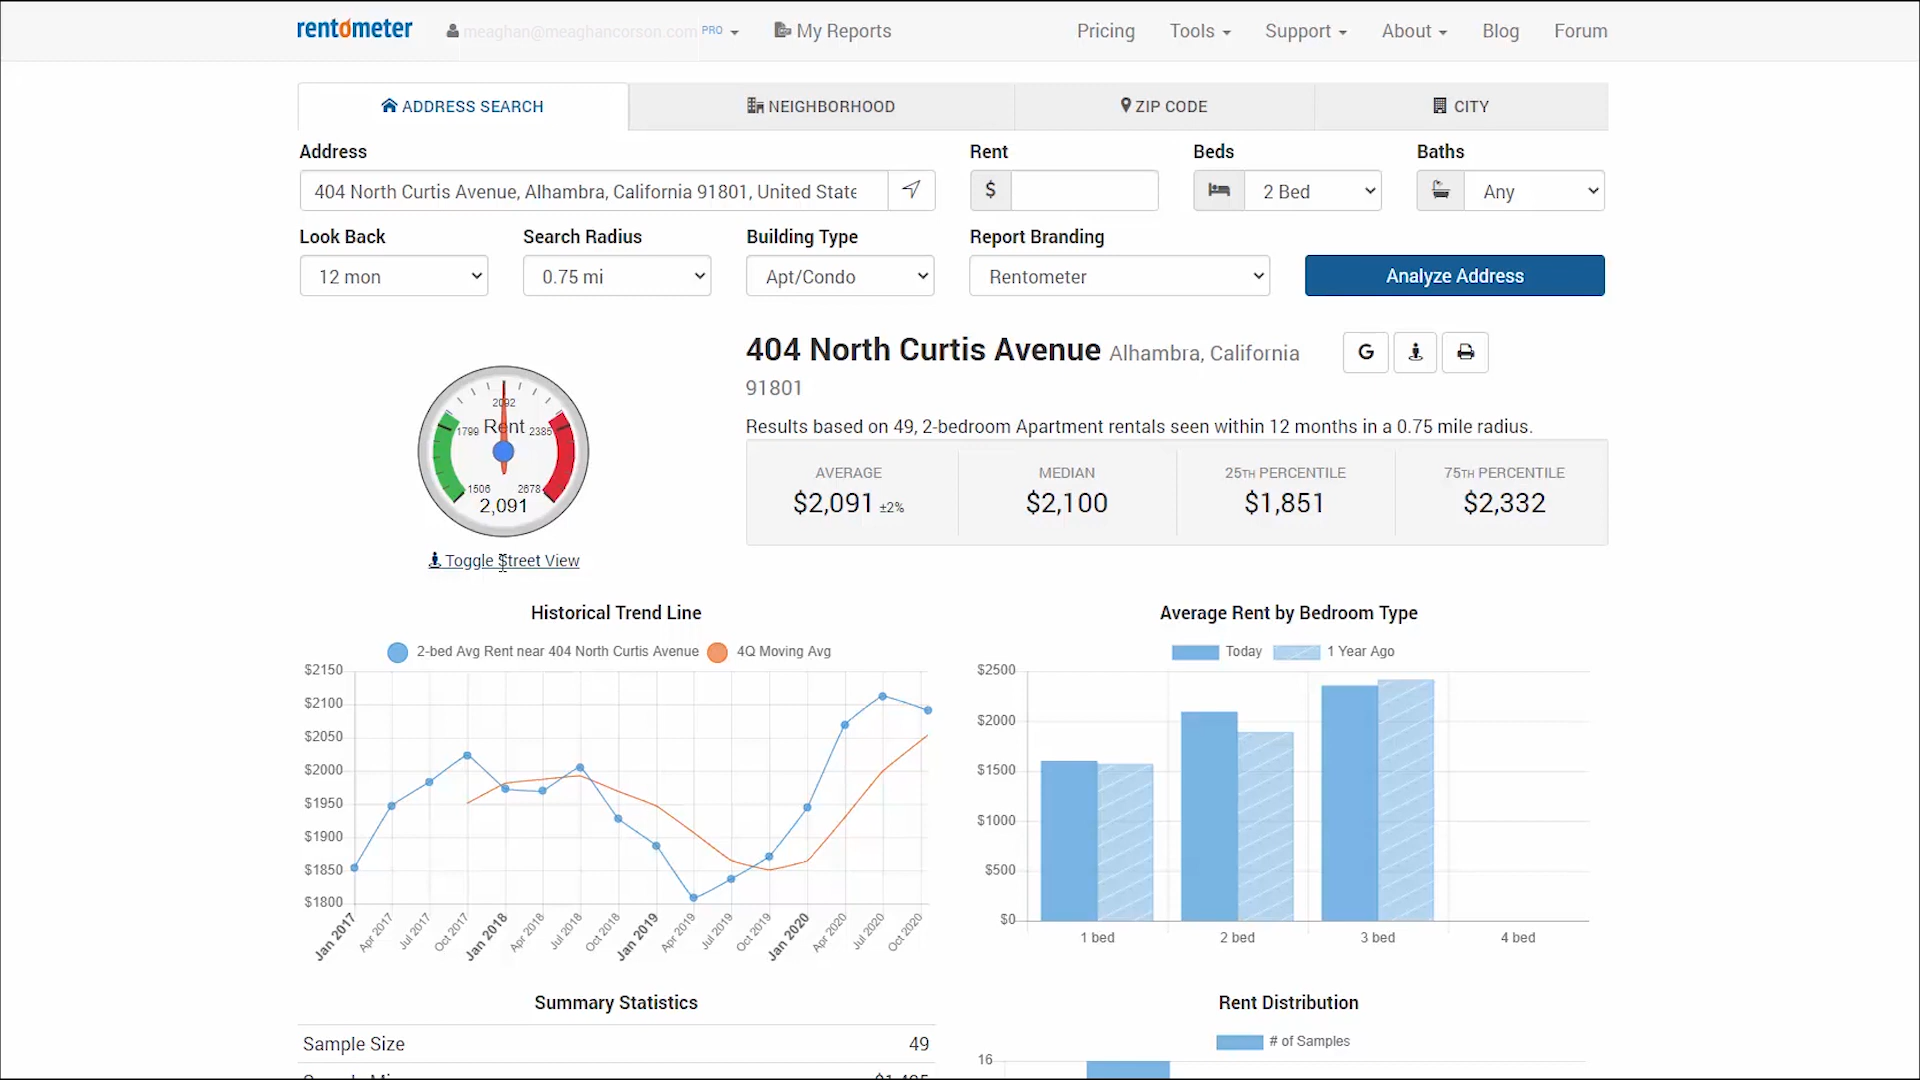 rentometer meaghan@meaghancorson.com PRO My Reports Pricing Tools Support About Blog Forum
ADDRESS SEARCH NEIGHBORHOOD ZIP CODE CITY
Address Rent Beds Baths
404 North Curtis Avenue, Alhambra, California 91801, United State $ 2 Bed Any
Look Back Search Radius Building Type Report Branding
12 mon 0.75 mi Apt/Condo Rentometer Analyze Address
404 North Curtis Avenue Alhambra, California
91801
G
Results based on 49, 2-bedroom Apartment rentals seen within 12 months in a 0.75 mile radius.
2092
Rent
1799 2385
1506 2678
2,091
Toggle Street View
AVERAGE MEDIAN 25TH PERCENTILE 75TH PERCENTILE
$2,091 ±2% $2,100 $1,851 $2,332
Historical Trend Line
2-bed Avg Rent near 404 North Curtis Avenue 4Q Moving Avg
$2150
$2100
$2050
$2000
$1950
$1900
$1850
$1800
Jan 2017 Apr 2017 Jul 2017 Oct 2017 Jan 2018 Apr 2018 Jul 2018 Oct 2018 Jan 2019 Apr 2019 Jul 2019 Oct 2019 Jan 2020 Apr 2020 Jul 2020 Oct 2020
Average Rent by Bedroom Type
Today 1 Year Ago
$2500
$2000
$1500
$1000
$500
$0
1 bed 2 bed 3 bed 4 bed
Summary Statistics
Sample Size 49
Rent Distribution
# of Samples
16